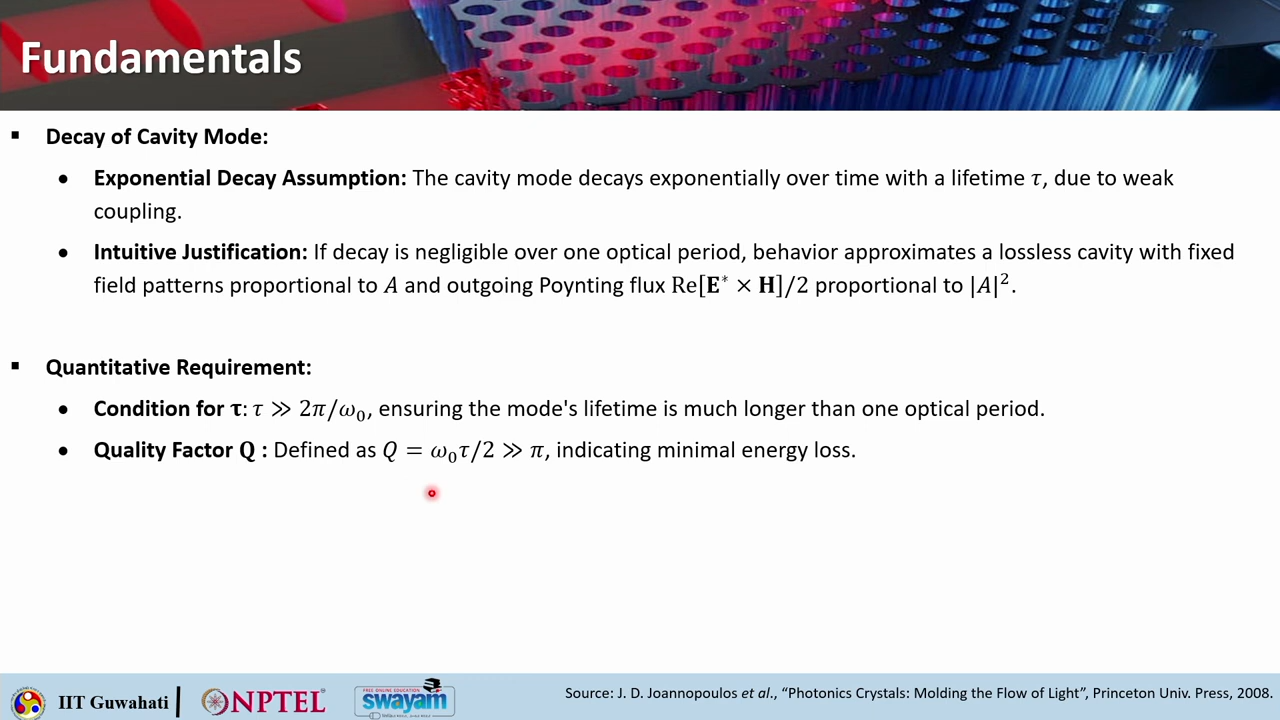 Fundamentals
▪ Decay of Cavity Mode:
• Exponential Decay Assumption: The cavity mode decays exponentially over time with a lifetime τ, due to weak
coupling.
• Intuitive Justification: If decay is negligible over one optical period, behavior approximates a lossless cavity with fixed
field patterns proportional to A and outgoing Poynting flux Re[E* × H]/2 proportional to |A|².
▪ Quantitative Requirement:
• Condition for τ: τ ≫ 2π/ω₀, ensuring the mode's lifetime is much longer than one optical period.
• Quality Factor Q : Defined as Q = ω₀τ/2 ≫ π, indicating minimal energy loss.
IIT Guwahati
NPTEL
FREE ONLINE EDUCATION
swayam
Source: J. D. Joannopoulos et al., “Photonics Crystals: Molding the Flow of Light”, Princeton Univ. Press, 2008.